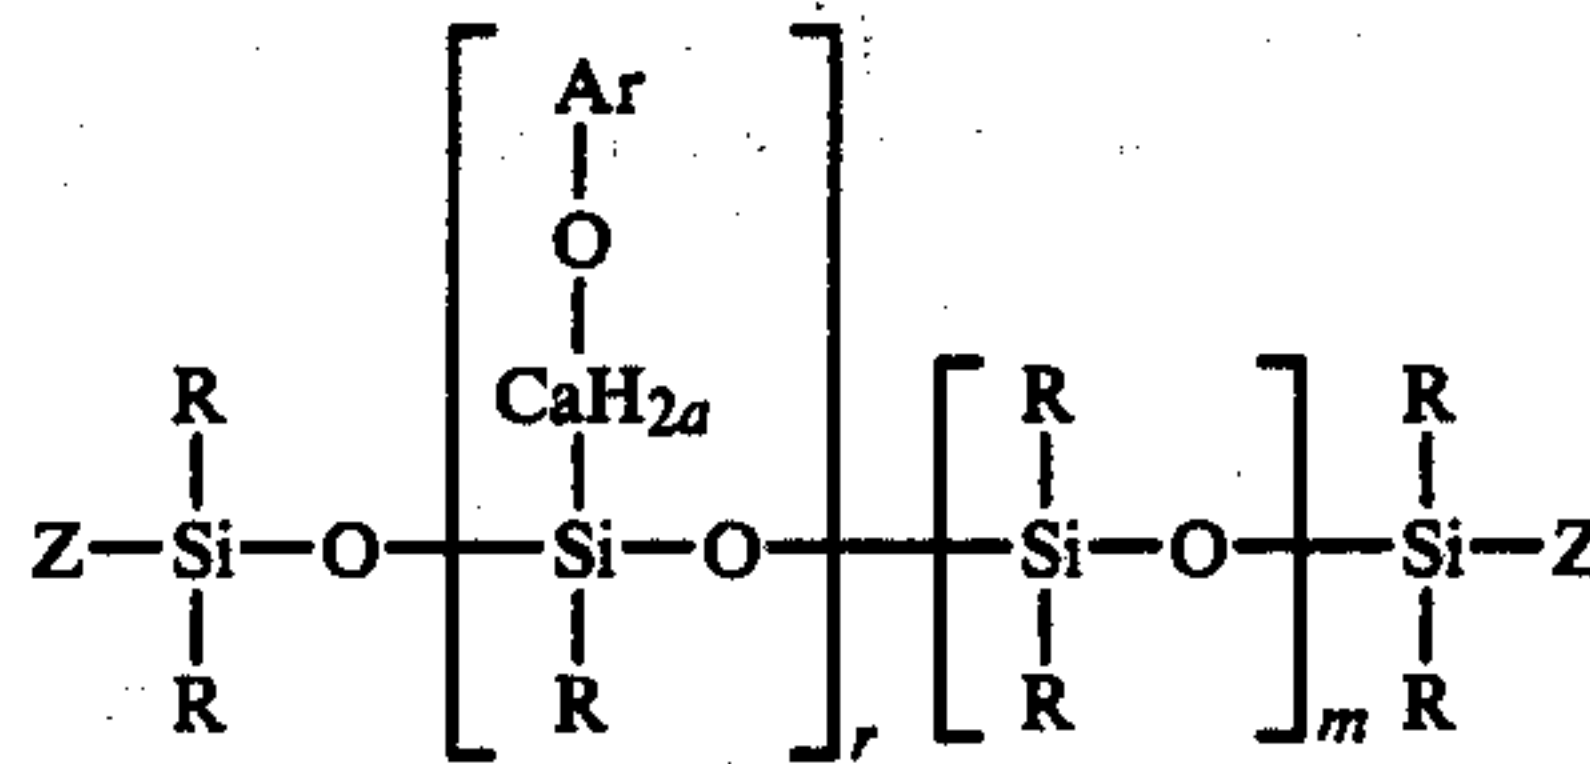 Ar
O
R CaH2a R R
Z—Si—O—Si—O—Si—O—Si—Z
R R r R m R